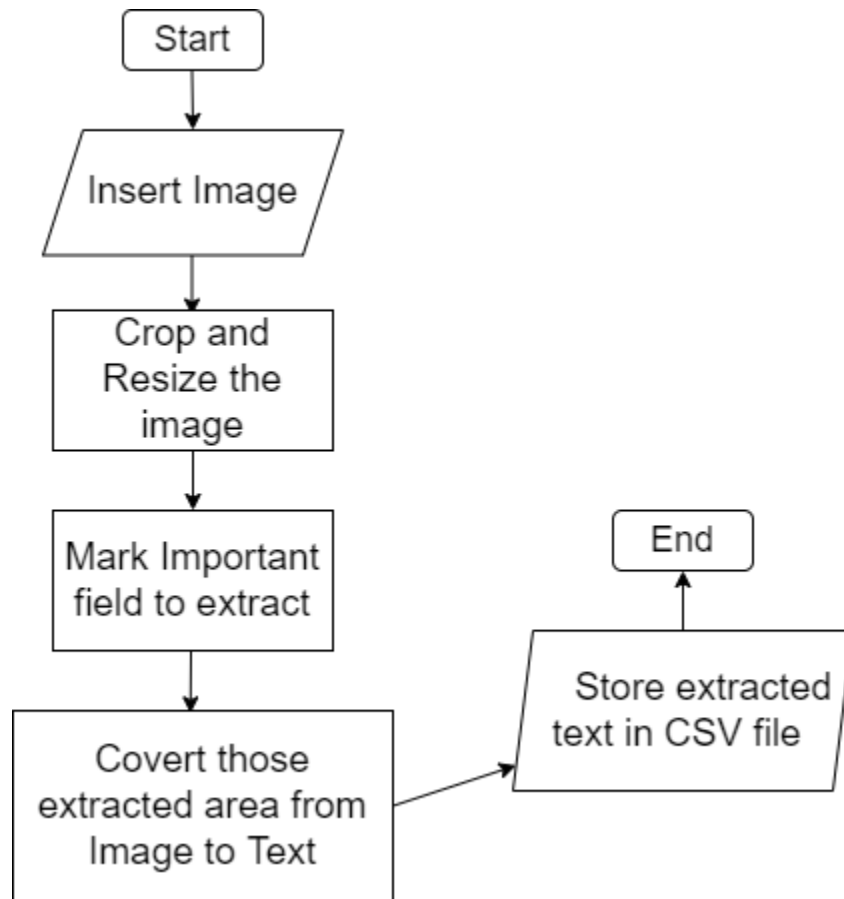 Start
Insert Image
Crop and
Resize the
image
Mark Important
field to extract
Covert those
extracted area from
Image to Text
Store extracted
text in CSV file
End